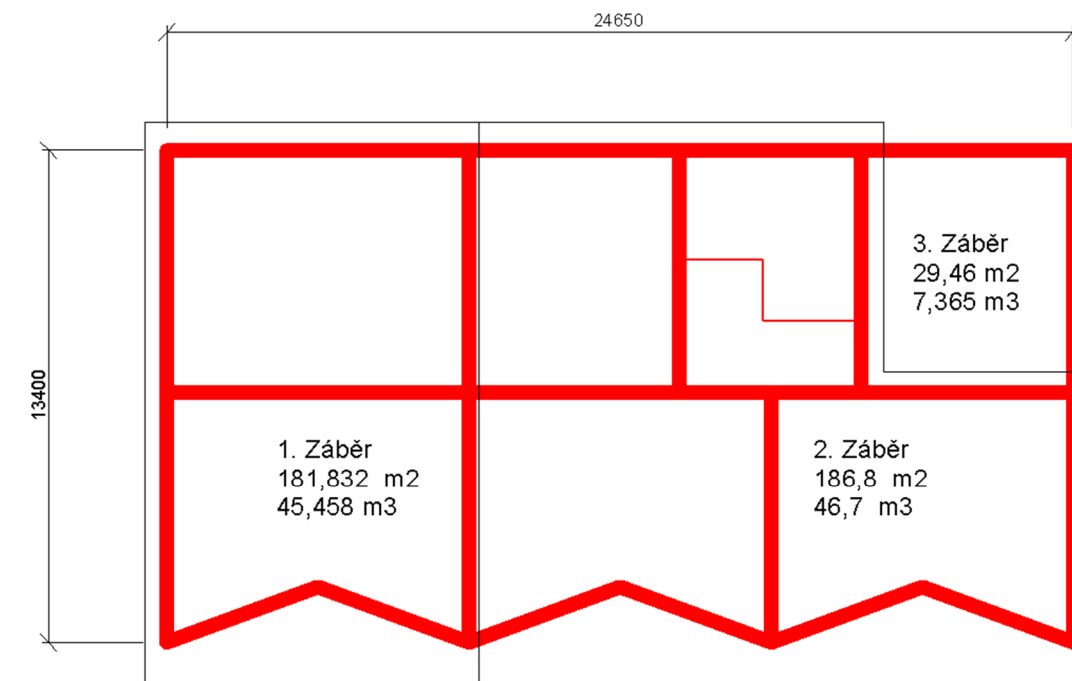 24650
13400
3. Záběr
29,46 m2
7,365 m3
1. Záběr
181,832 m2
45,458 m3
2. Záběr
186,8 m2
46,7 m3